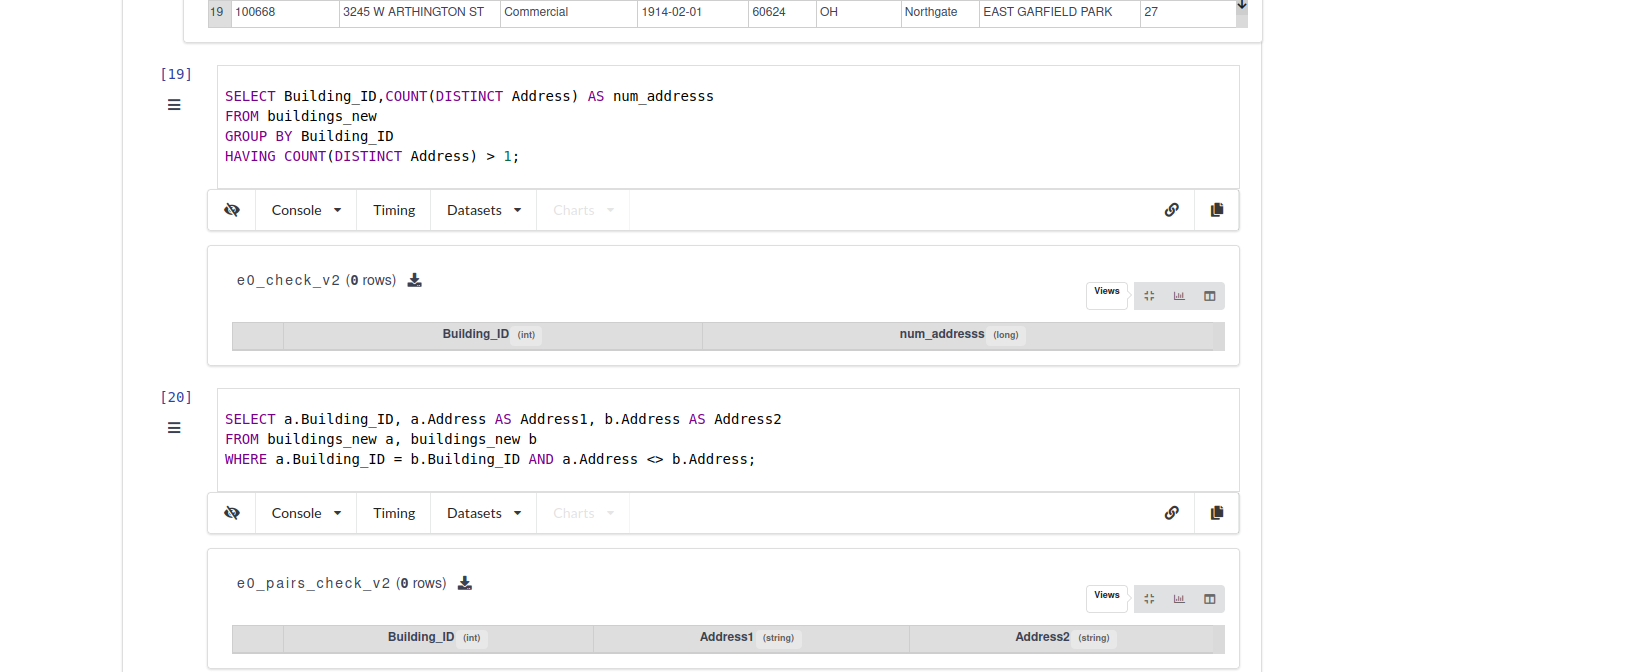 19 100668 3245 W ARTHINGTON ST Commercial 1914-02-01 60624 OH Northgate EAST GARFIELD PARK 27
[19]
SELECT Building_ID,COUNT(DISTINCT Address) AS num_addresss
FROM buildings_new
GROUP BY Building_ID
HAVING COUNT(DISTINCT Address) > 1;
Console Timing Datasets Charts
e0_check_v2 (0 rows)
Views
Building_ID (int) num_addresss (long)
[20]
SELECT a.Building_ID, a.Address AS Address1, b.Address AS Address2
FROM buildings_new a, buildings_new b
WHERE a.Building_ID = b.Building_ID AND a.Address <> b.Address;
Console Timing Datasets Charts
e0_pairs_check_v2 (0 rows)
Views
Building_ID (int) Address1 (string) Address2 (string)